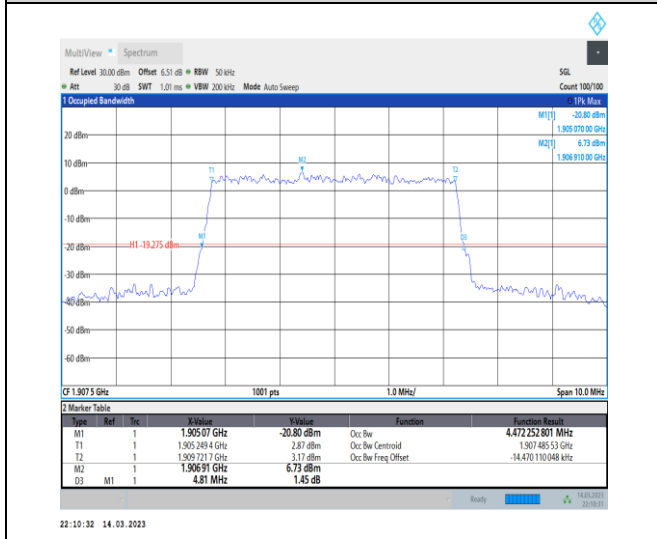 MultiView Spectrum
Ref Level 30.00 dBm Offset 6.51 dB RBW 50 kHz SGL
Att 30 dB SWT 1.01 ms VBW 200 kHz Mode Auto Sweep Count 100/100
1 Occupied Bandwidth 1Pk Max
M1[1] -20.80 dBm
1.905 070 00 GHz
M2[1] 6.73 dBm
1.906 910 00 GHz
20 dBm
10 dBm
T1 M2 T2
0 dBm
-10 dBm
M1 D3
H1 -19.275 dBm
-20 dBm
-30 dBm
-40 dBm
-50 dBm
-60 dBm
CF 1.907 5 GHz 1001 pts 1.0 MHz/ Span 10.0 MHz
2 Marker Table
Type Ref Trc X-Value Y-Value Function Function Result
M1 1 1.905 07 GHz -20.80 dBm Occ Bw 4.472 252 801 MHz
T1 1 1.905 249 4 GHz 2.87 dBm Occ Bw Centroid 1.907 485 53 GHz
T2 1 1.909 721 7 GHz 3.17 dBm Occ Bw Freq Offset -14.470 110 048 kHz
M2 1 1.906 91 GHz 6.73 dBm
D3 M1 1 4.81 MHz 1.45 dB
Ready 14.03.2023
22:10:31
22:10:32 14.03.2023